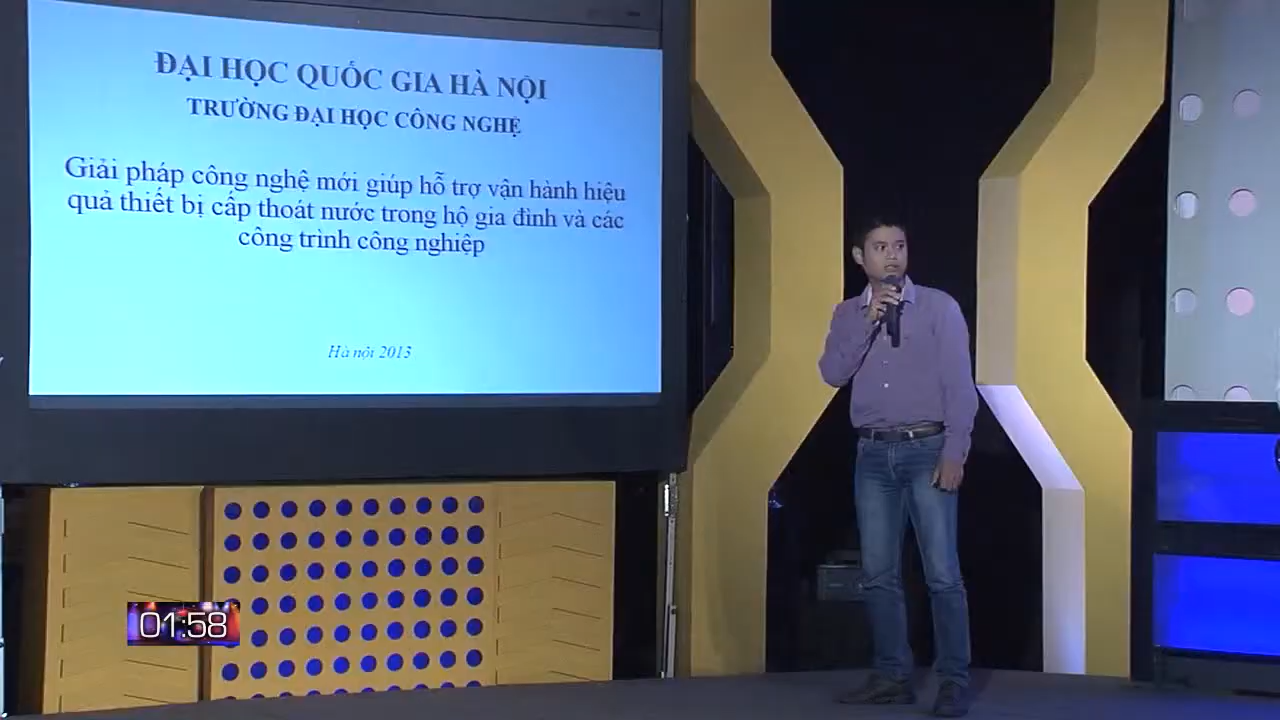 ĐẠI HỌC QUỐC GIA HÀ NỘI
TRƯỜNG ĐẠI HỌC CÔNG NGHỆ
Giải pháp công nghệ mới giúp hỗ trợ vận hành hiệu
quả thiết bị cấp thoát nước trong hộ gia đình và các
công trình công nghiệp
Hà nội 2013
01:58